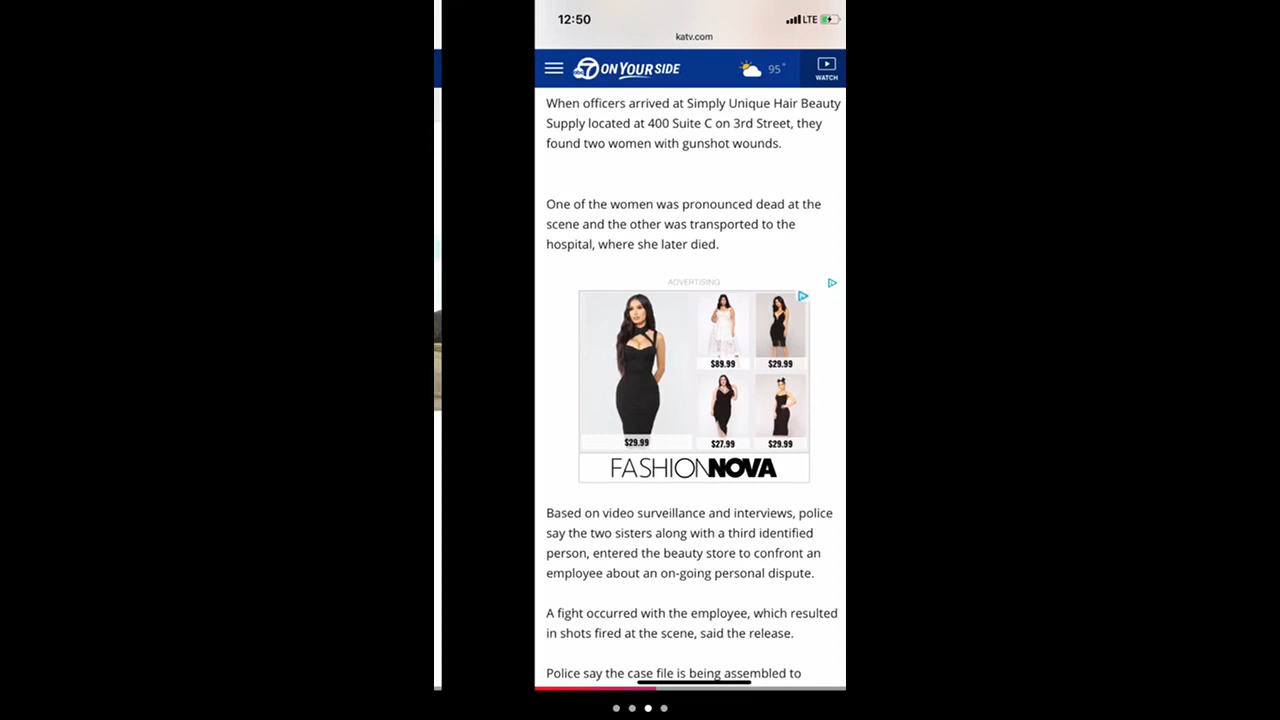 12:50
LTE
katv.com
abc 7 ON YOUR SIDE
95°
WATCH
When officers arrived at Simply Unique Hair Beauty
Supply located at 400 Suite C on 3rd Street, they
found two women with gunshot wounds.
One of the women was pronounced dead at the
scene and the other was transported to the
hospital, where she later died.
ADVERTISING
$89.99
$29.99
$29.99
$27.99
$29.99
FASHIONNOVA
Based on video surveillance and interviews, police
say the two sisters along with a third identified
person, entered the beauty store to confront an
employee about an on-going personal dispute.
A fight occurred with the employee, which resulted
in shots fired at the scene, said the release.
Police say the case file is being assembled to